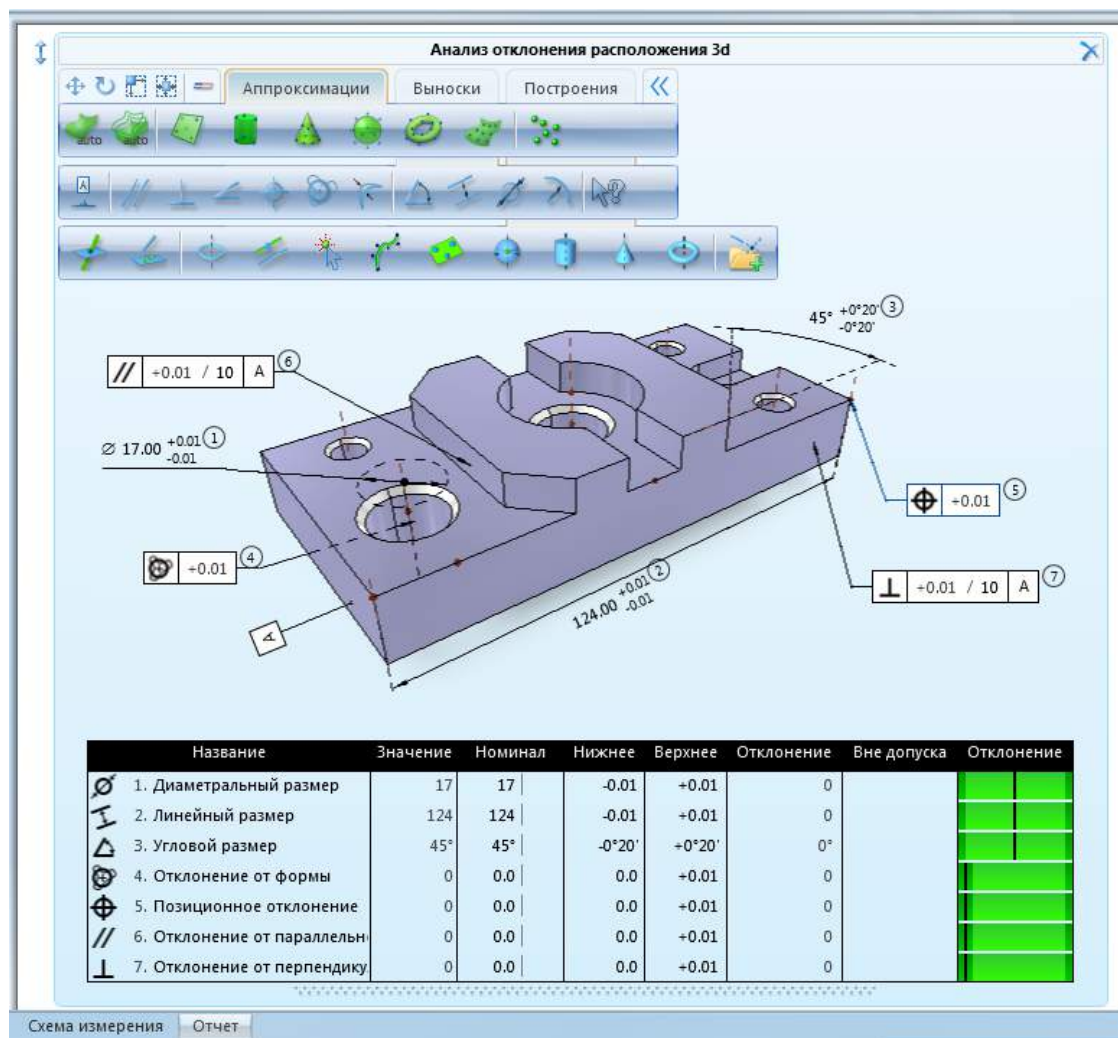 Анализ отклонения расположения 3d
Аппроксимации Выноски Построения
auto auto
A
45° +0°20' -0°20' 3
// +0.01 / 10 A 6
⌀ 17.00 +0.01 -0.01 1
+0.01 5
+0.01 4
124.00 +0.01 -0.01 2
⊥ +0.01 / 10 A 7
A
Название Значение Номинал Нижнее Верхнее Отклонение Вне допуска Отклонение
1. Диаметральный размер 17 17 -0.01 +0.01 0
2. Линейный размер 124 124 -0.01 +0.01 0
3. Угловой размер 45° 45° -0°20' +0°20' 0°
4. Отклонение от формы 0 0.0 0.0 +0.01 0
5. Позиционное отклонение 0 0.0 0.0 +0.01 0
// 6. Отклонение от параллельн 0 0.0 0.0 +0.01 0
⊥ 7. Отклонение от перпендику. 0 0.0 0.0 +0.01 0
Схема измерения Отчет